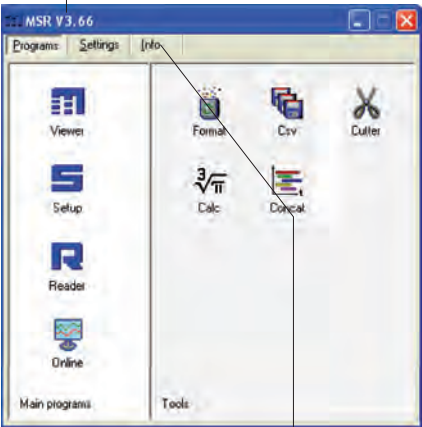 MSR V3.66
Programs Settings Info
Viewer
Setup
Reader
Online
Main programs
Format Csv Cutter
Calc Concat
Tools